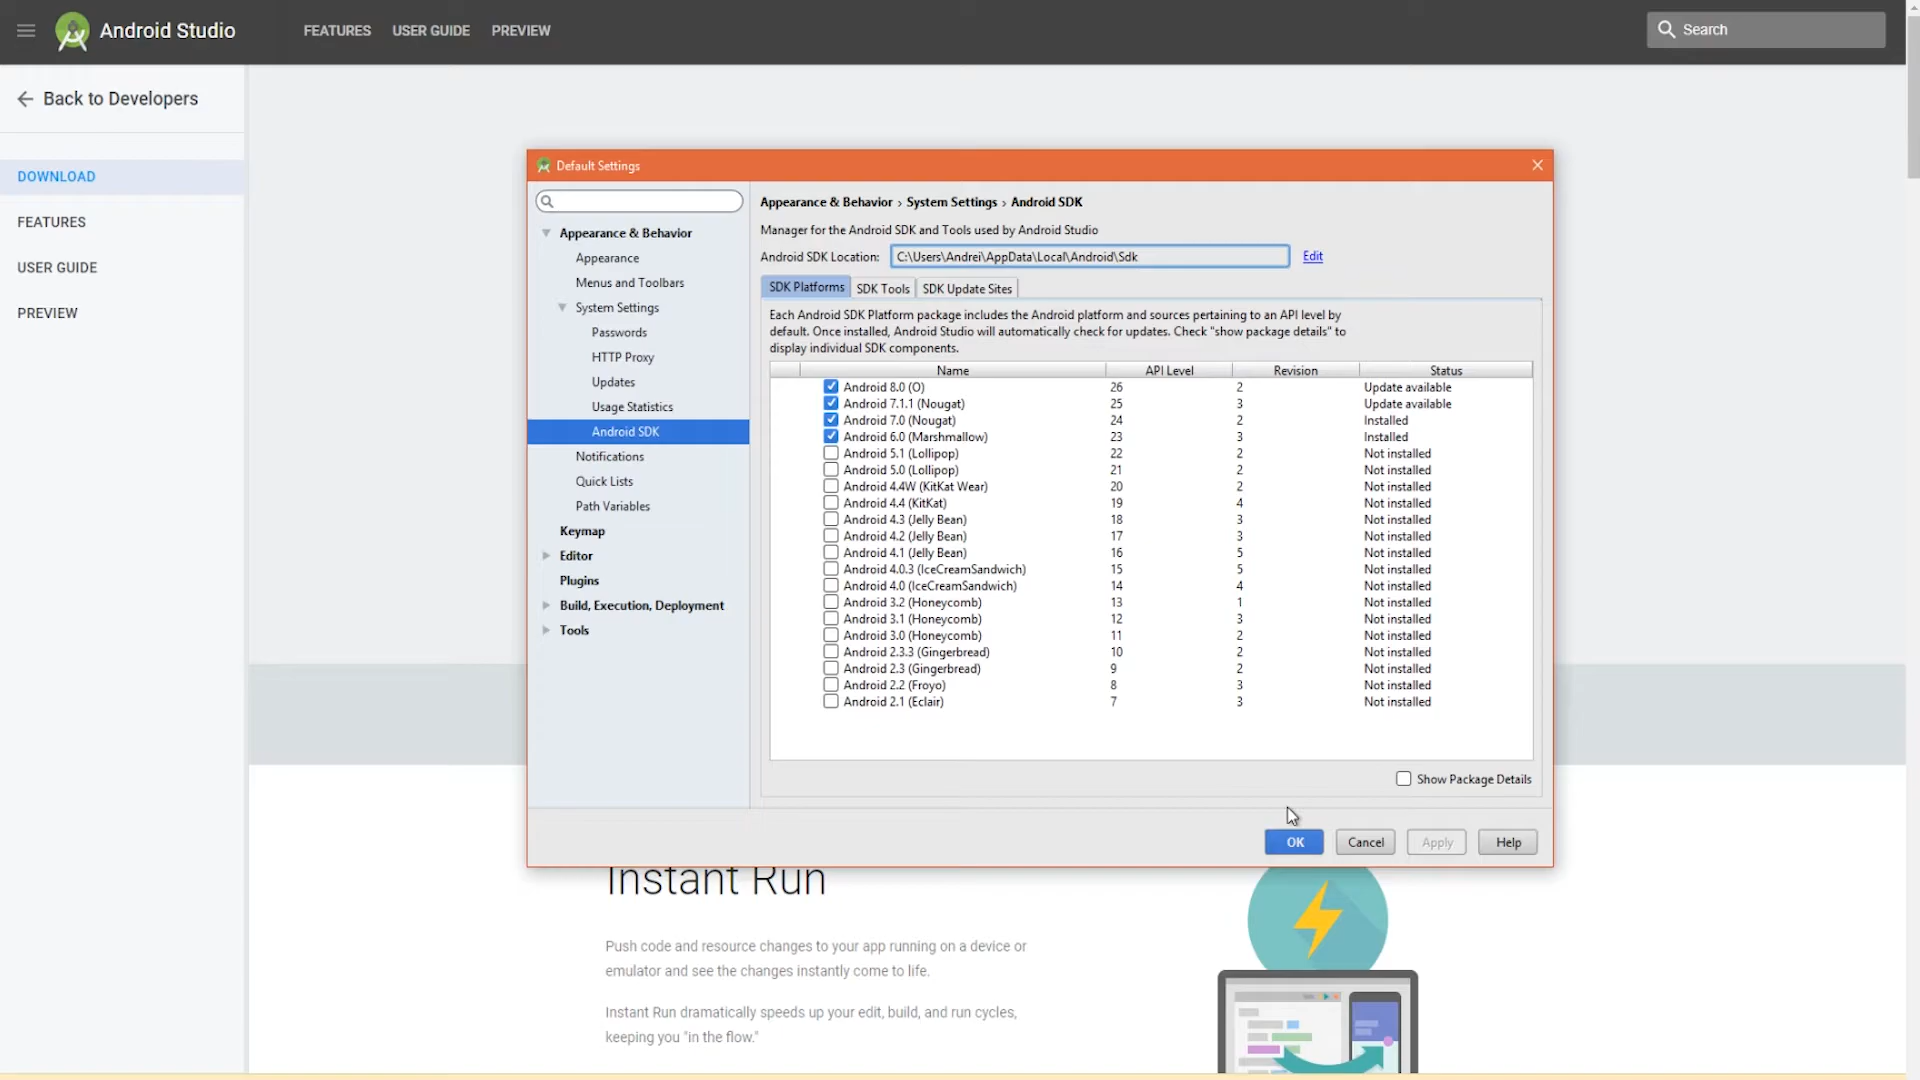 Android Studio
FEATURES
USER GUIDE
PREVIEW
Search
Back to Developers
DOWNLOAD
FEATURES
USER GUIDE
PREVIEW
Default Settings
Appearance & Behavior
Appearance
Menus and Toolbars
System Settings
Passwords
HTTP Proxy
Updates
Usage Statistics
Android SDK
Notifications
Quick Lists
Path Variables
Keymap
Editor
Plugins
Build, Execution, Deployment
Tools
Appearance & Behavior › System Settings › Android SDK
Manager for the Android SDK and Tools used by Android Studio
Android SDK Location: C:\Users\Andrei\AppData\Local\Android\Sdk Edit
SDK Platforms SDK Tools SDK Update Sites
Each Android SDK Platform package includes the Android platform and sources pertaining to an API level by
default. Once installed, Android Studio will automatically check for updates. Check "show package details" to
display individual SDK components.
Name API Level Revision Status
Android 8.0 (O) 26 2 Update available
Android 7.1.1 (Nougat) 25 3 Update available
Android 7.0 (Nougat) 24 2 Installed
Android 6.0 (Marshmallow) 23 3 Installed
Android 5.1 (Lollipop) 22 2 Not installed
Android 5.0 (Lollipop) 21 2 Not installed
Android 4.4W (KitKat Wear) 20 2 Not installed
Android 4.4 (KitKat) 19 4 Not installed
Android 4.3 (Jelly Bean) 18 3 Not installed
Android 4.2 (Jelly Bean) 17 3 Not installed
Android 4.1 (Jelly Bean) 16 5 Not installed
Android 4.0.3 (IceCreamSandwich) 15 5 Not installed
Android 4.0 (IceCreamSandwich) 14 4 Not installed
Android 3.2 (Honeycomb) 13 1 Not installed
Android 3.1 (Honeycomb) 12 3 Not installed
Android 3.0 (Honeycomb) 11 2 Not installed
Android 2.3.3 (Gingerbread) 10 2 Not installed
Android 2.3 (Gingerbread) 9 2 Not installed
Android 2.2 (Froyo) 8 3 Not installed
Android 2.1 (Eclair) 7 3 Not installed
Show Package Details
OK Cancel Apply Help
Instant Run
Push code and resource changes to your app running on a device or
emulator and see the changes instantly come to life.
Instant Run dramatically speeds up your edit, build, and run cycles,
keeping you "in the flow."